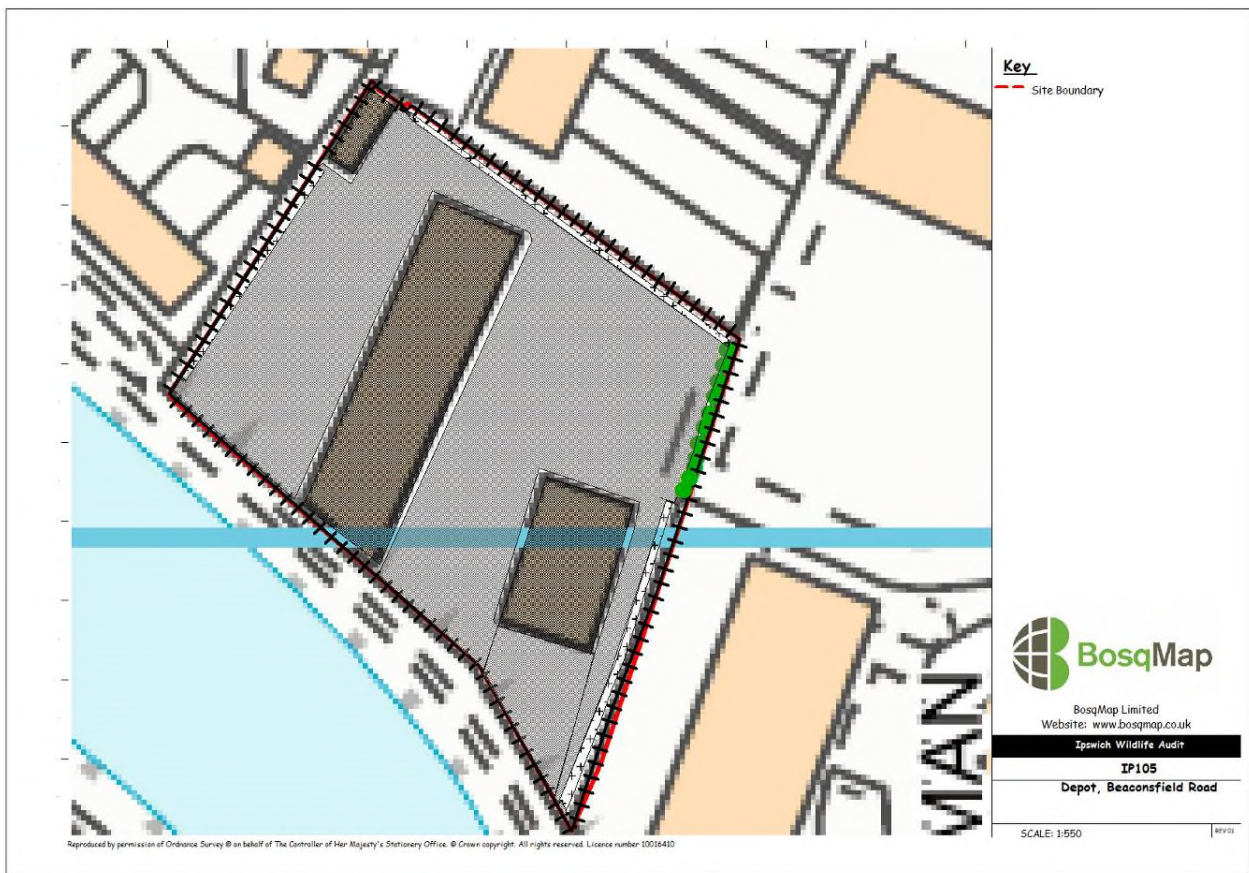 Key
Site Boundary
MAN
BosqMap
BosqMap Limited
Website: www.bosqmap.co.uk
Ipswich Wildlife Audit
IP105
Depot, Beaconsfield Road
SCALE: 1:550
REV01
Reproduced by permission of Ordnance Survey © on behalf of The Controller of Her Majesty's Stationery Office. © Crown copyright. All rights reserved. Licence number 10016410